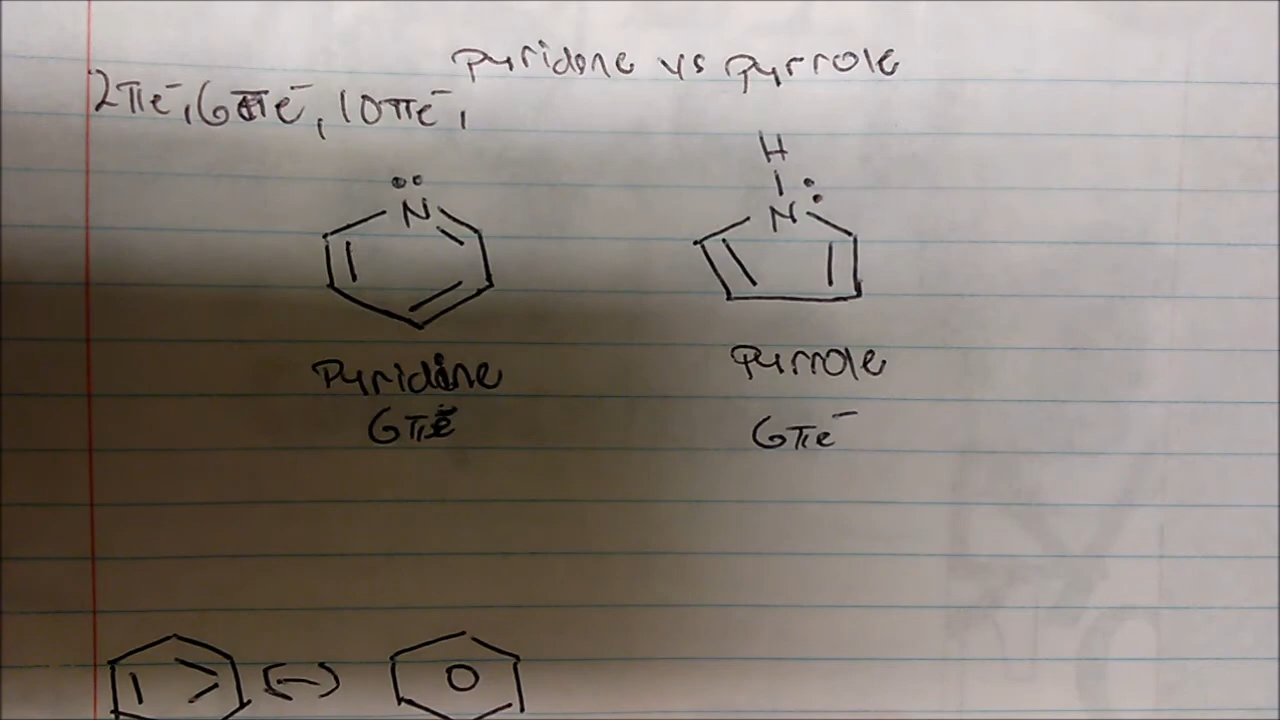 pyridine vs pyrrole
2πe⁻, 6πe⁻, 10πe⁻,
H
N
N
Pyridine
Pyrrole
6πe⁻
6πe⁻